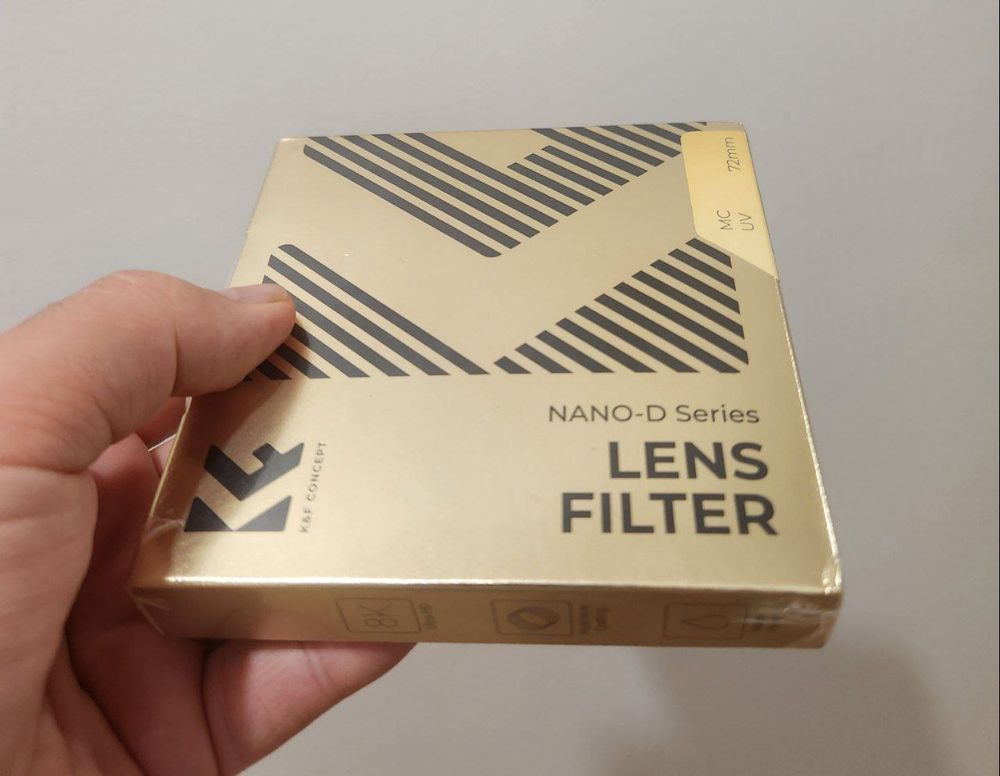 72mm
MC
UV
NANO-D Series
LENS
FILTER
K&F CONCEPT
8K